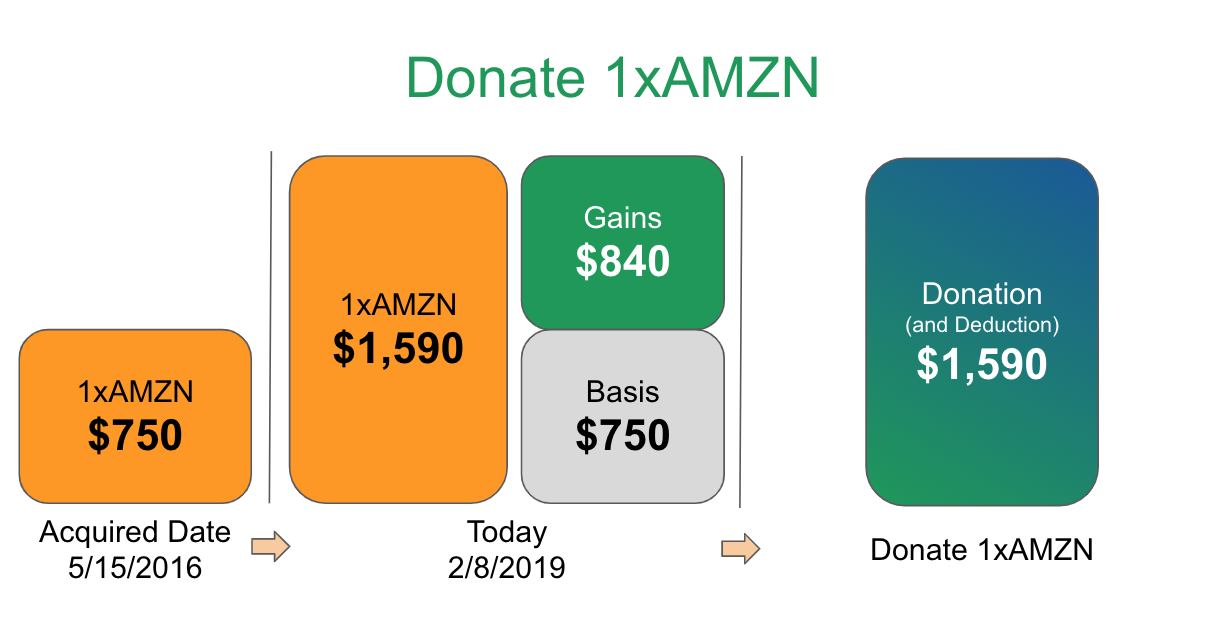 Donate 1xAMZN
1xAMZN
$750
Acquired Date
5/15/2016
1xAMZN
$1,590
Gains
$840
Basis
$750
Today
2/8/2019
Donation
(and Deduction)
$1,590
Donate 1xAMZN